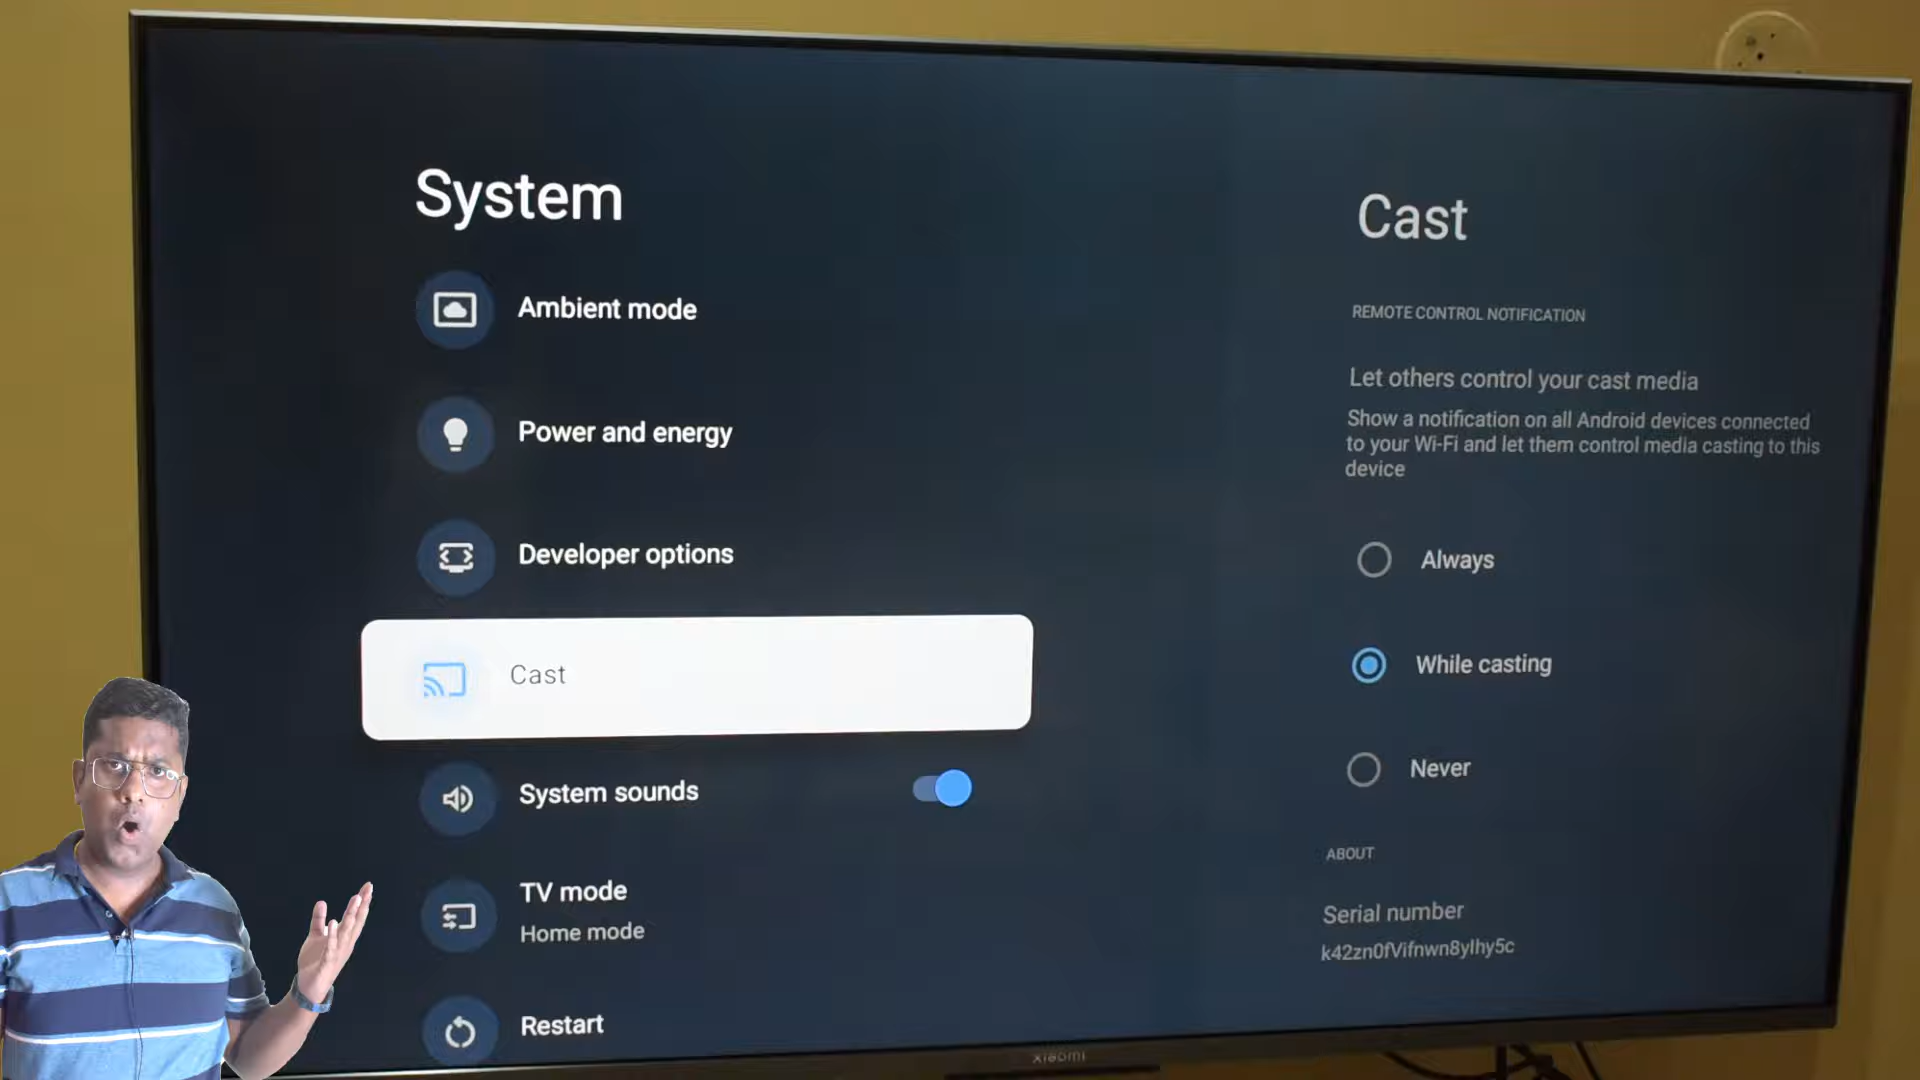 System
Ambient mode
Power and energy
Developer options
Cast
System sounds
TV mode
Home mode
Restart
Cast
REMOTE CONTROL NOTIFICATION
Let others control your cast media
Show a notification on all Android devices connected
to your Wi-Fi and let them control media casting to this
device
Always
While casting
Never
ABOUT
Serial number
xiaomi